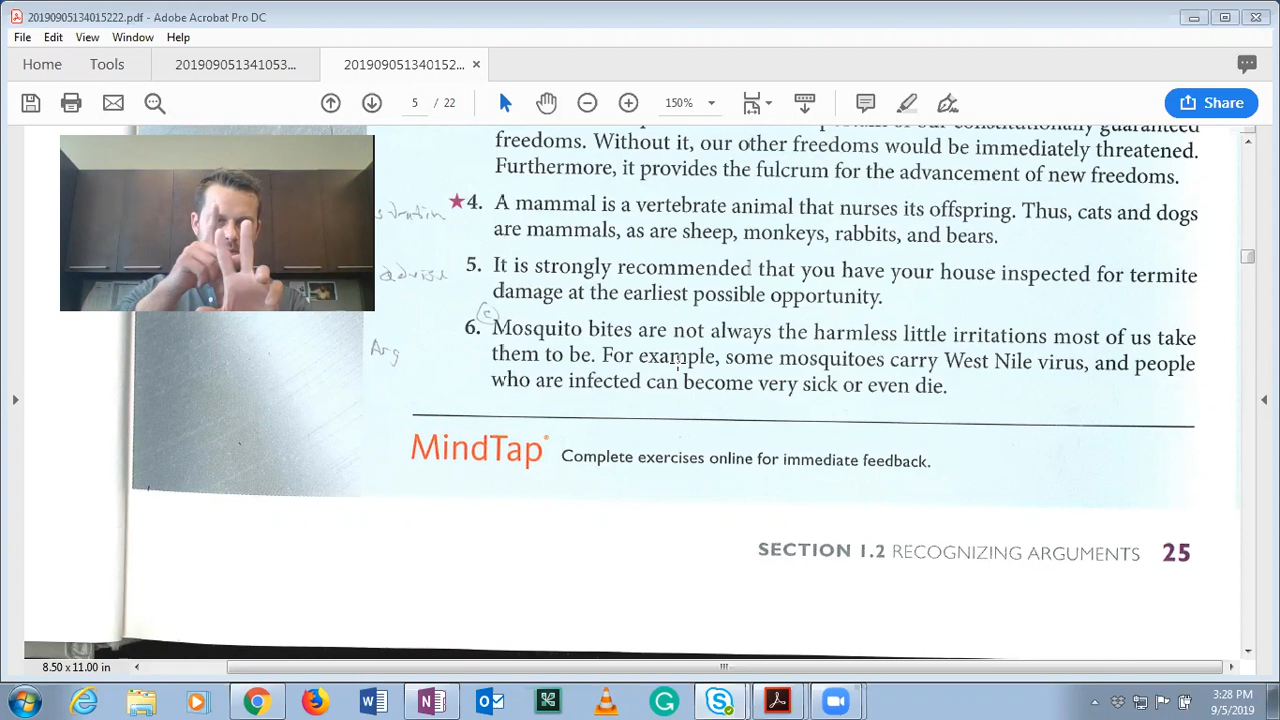 20190905134015222.pdf - Adobe Acrobat Pro DC
File Edit View Window Help
Home Tools 201909051341053... 201909051340152... ×
5 / 22 150% Share
freedoms. Without it, our other freedoms would be immediately threatened.
Furthermore, it provides the fulcrum for the advancement of new freedoms.
★4. A mammal is a vertebrate animal that nurses its offspring. Thus, cats and dogs
are mammals, as are sheep, monkeys, rabbits, and bears.
advise
5. It is strongly recommended that you have your house inspected for termite
damage at the earliest possible opportunity.
(c)
6. Mosquito bites are not always the harmless little irritations most of us take
Arg
them to be. For example, some mosquitoes carry West Nile virus, and people
who are infected can become very sick or even die.
MindTap® Complete exercises online for immediate feedback.
SECTION 1.2 RECOGNIZING ARGUMENTS 25
8.50 x 11.00 in
3:28 PM
9/5/2019